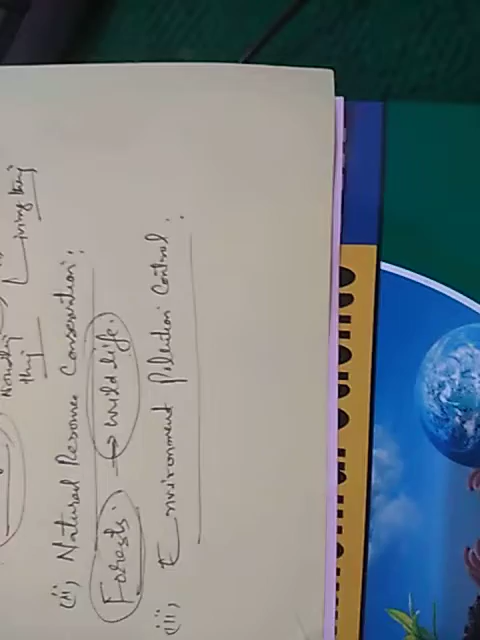 Living thing
thing
(ii) Natural Resource Conservation:
Forests. → wild life.
(iii) Environment Pollution Control.